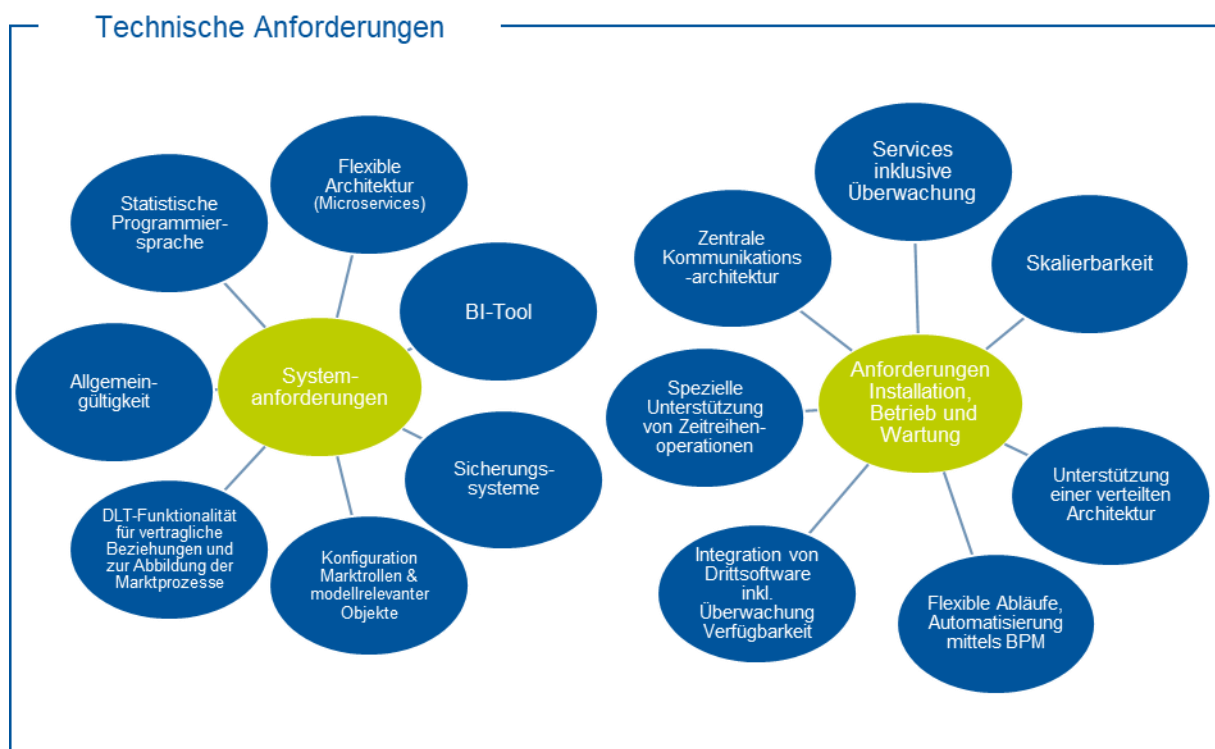 Technische Anforderungen
Flexible
Architektur
(Microservices)
Statistische
Programmier-
sprache
BI-Tool
System-
anforderungen
Allgemein-
gültigkeit
Sicherungs-
systeme
DLT-Funktionalität
für vertragliche
Beziehungen und
zur Abbildung der
Marktprozesse
Konfiguration
Marktrollen &
modellrelevanter
Objekte
Services
inklusive
Überwachung
Zentrale
Kommunikations
-architektur
Skalierbarkeit
Anforderungen
Installation,
Betrieb und
Wartung
Spezielle
Unterstützung
von Zeitreihen-
operationen
Unterstützung
einer verteilten
Architektur
Integration von
Drittsoftware
inkl.
Überwachung
Verfügbarkeit
Flexible Abläufe,
Automatisierung
mittels BPM